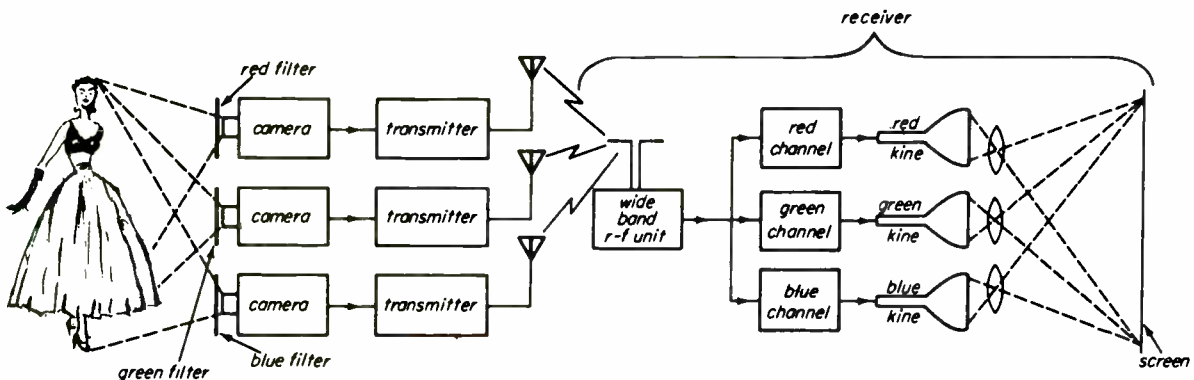 receiver
red filter
camera
transmitter
red
channel
red
kine
camera
transmitter
wide
band
r-f unit
green
channel
green
kine
camera
transmitter
blue
channel
blue
kine
green filter
blue filter
screen